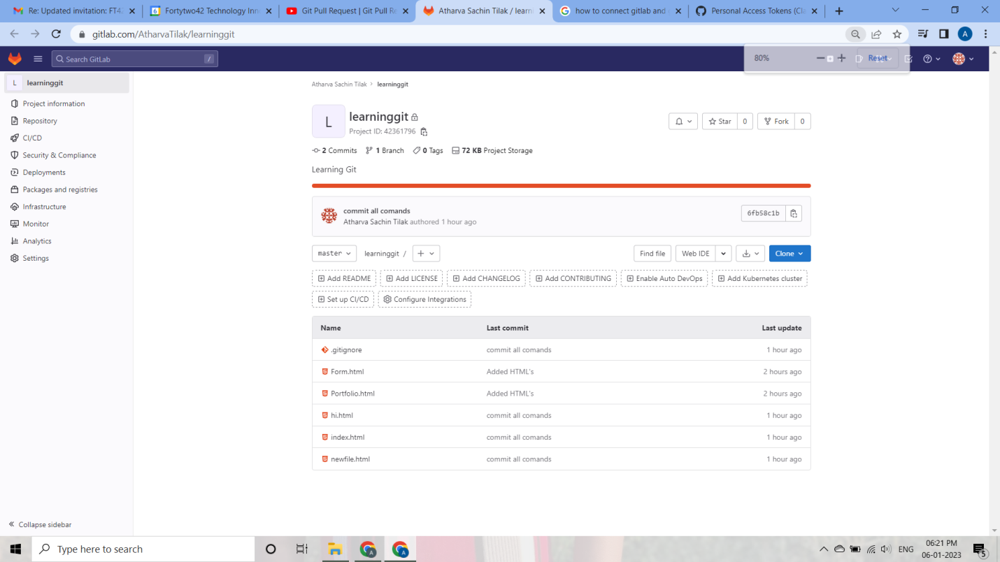 Re: Updated invitation: FT4
Fortytwo42 Technology Inn
Git Pull Request | Git Pull Re
Atharva Sachin Tilak / learn
how to connect gitlab and
Personal Access Tokens (Cla
gitlab.com/AtharvaTilak/learninggit
A
Search GitLab /
80%
Reset
L learninggit
Project information
Repository
CI/CD
Security & Compliance
Deployments
Packages and registries
Infrastructure
Monitor
Analytics
Settings
Collapse sidebar
Atharva Sachin Tilak > learninggit
L
learninggit
Project ID: 42361796
Star 0
Fork 0
2 Commits 1 Branch 0 Tags 72 KB Project Storage
Learning Git
commit all comands
Atharva Sachin Tilak authored 1 hour ago
6fb58c1b
master learninggit / +
Find file Web IDE Clone
Add README Add LICENSE Add CHANGELOG Add CONTRIBUTING Enable Auto DevOps Add Kubernetes cluster
Set up CI/CD Configure Integrations
Name Last commit Last update
.gitignore commit all comands 1 hour ago
Form.html Added HTML's 2 hours ago
Portfolio.html Added HTML's 2 hours ago
hi.html commit all comands 1 hour ago
index.html commit all comands 1 hour ago
newfile.html commit all comands 1 hour ago
Type here to search
ENG
06:21 PM
06-01-2023
5